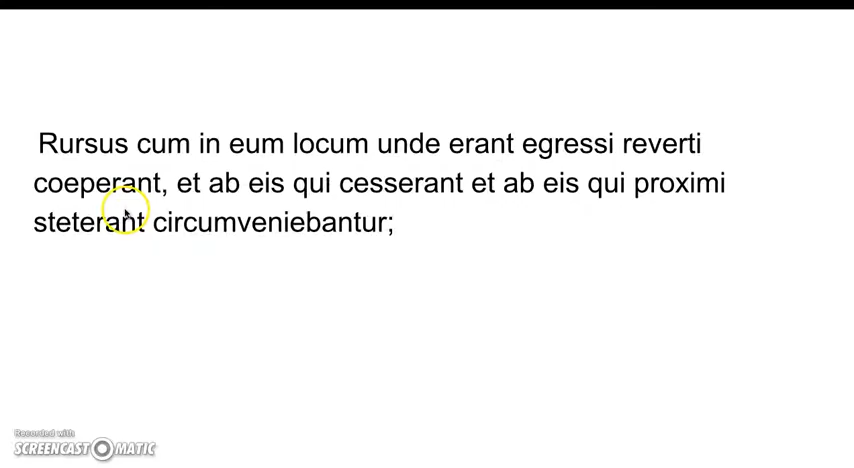 Rursus cum in eum locum unde erant egressi reverti
coeperant, et ab eis qui cesserant et ab eis qui proximi
steterant circumveniebantur;
Recorded with
SCREENCAST MATIC